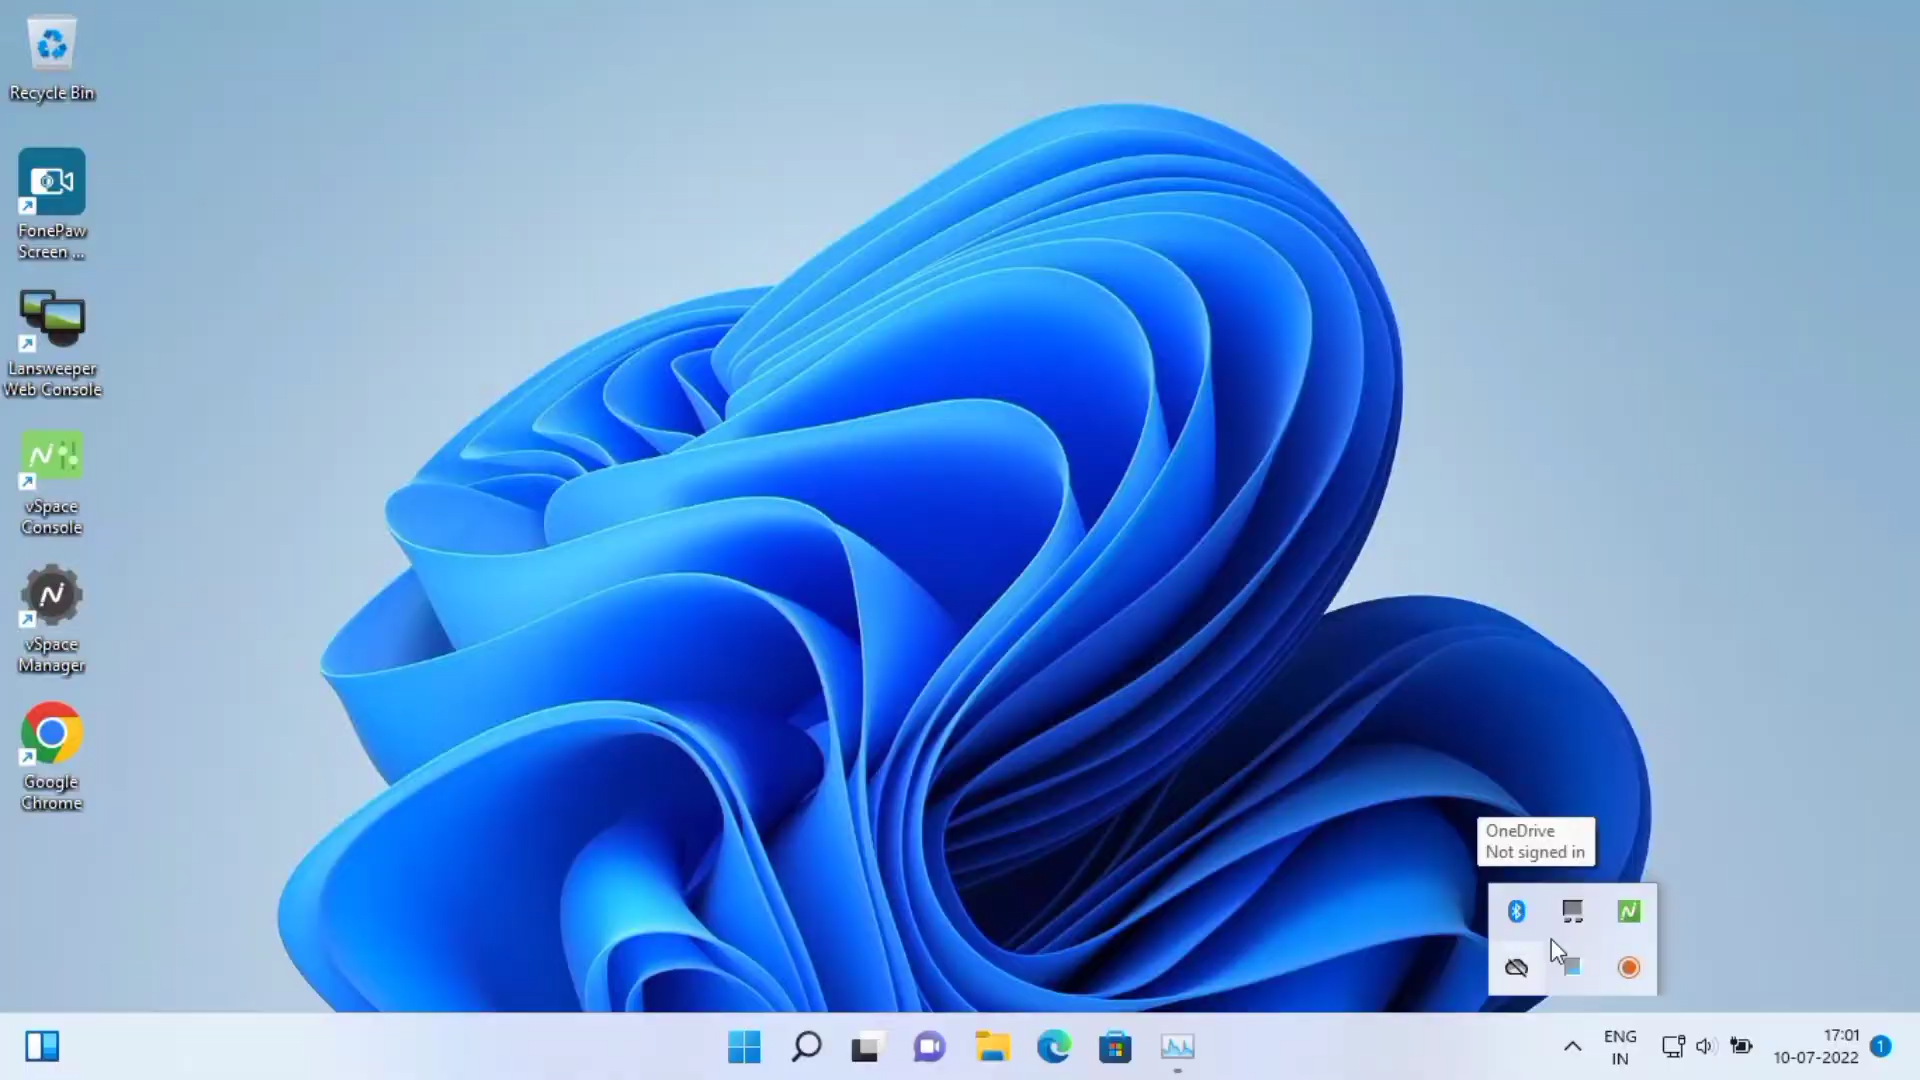 Recycle Bin
FonePaw
Screen ...
Lansweeper
Web Console
vSpace
Console
vSpace
Manager
Google
Chrome
OneDrive
Not signed in
ENG
IN
17:01
10-07-2022
1